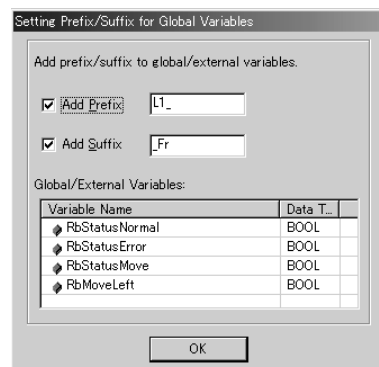 Setting Prefix/Suffix for Global Variables
Add prefix/suffix to global/external variables.
Add Prefix L1_
Add Suffix _Fr
Global/External Variables:
Variable Name Data T...
RbStatusNormal BOOL
RbStatusError BOOL
RbStatusMove BOOL
RbMoveLeft BOOL
OK